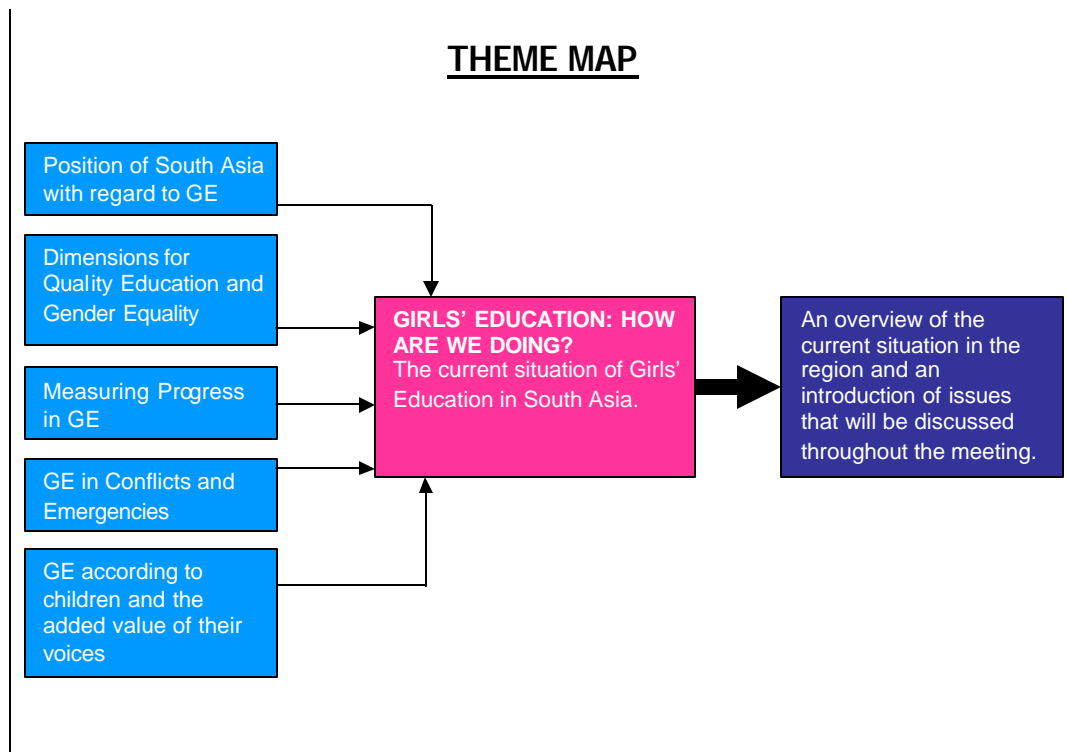 THEME MAP
Position of South Asia
with regard to GE
Dimensions for
Quality Education and
Gender Equality
Measuring Progress
in GE
GE in Conflicts and
Emergencies
GE according to
children and the
added value of their
voices
GIRLS’ EDUCATION: HOW
ARE WE DOING?
The current situation of Girls’
Education in South Asia.
An overview of the
current situation in the
region and an
introduction of issues
that will be discussed
throughout the meeting.